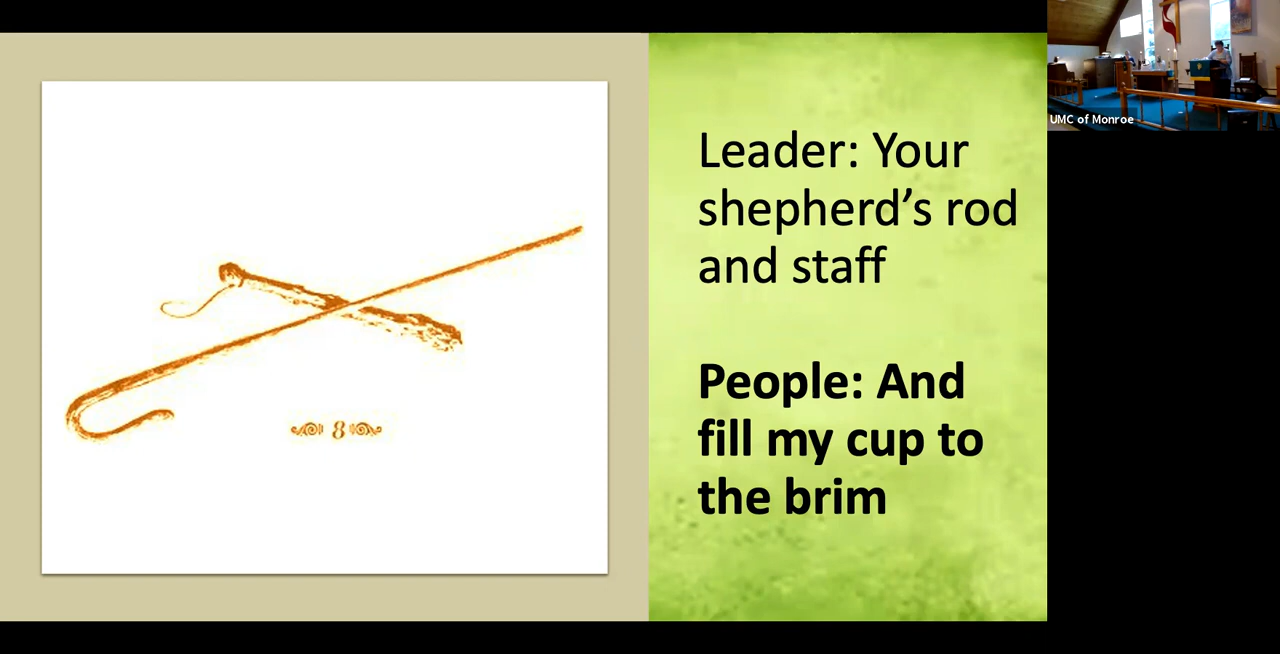 Leader: Your
shepherd’s rod
and staff
People: And
fill my cup to
the brim
8
UMC of Monroe